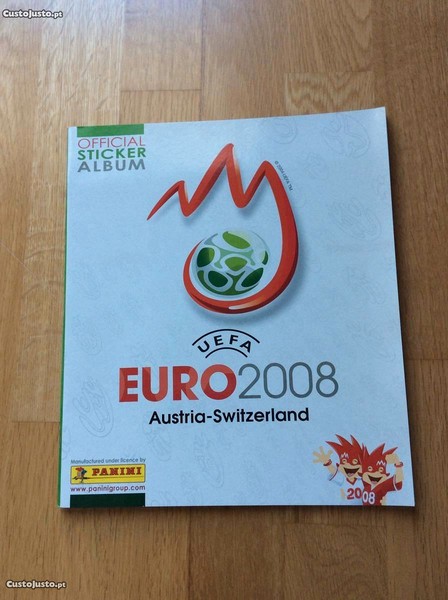 CustoJusto.pt
OFFICIAL
STICKER
ALBUM
UEFA
EURO2008
Austria-Switzerland
Manufactured under licence by
PANINI
www.paninigroup.com
2008
CustoJusto.pt